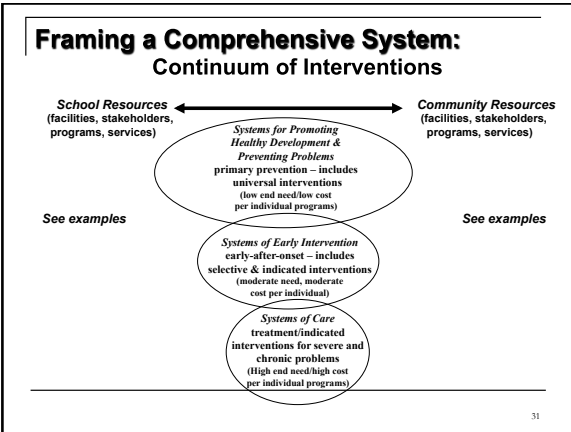 Framing a Comprehensive System:
Continuum of Interventions
School Resources
(facilities, stakeholders,
programs, services)
Community Resources
(facilities, stakeholders,
programs, services)
Systems for Promoting
Healthy Development &
Preventing Problems
primary prevention – includes
universal interventions
(low end need/low cost
per individual programs)
See examples
See examples
Systems of Early Intervention
early-after-onset – includes
selective & indicated interventions
(moderate need, moderate
cost per individual)
Systems of Care
treatment/indicated
interventions for severe and
chronic problems
(High end need/high cost
per individual programs)
31